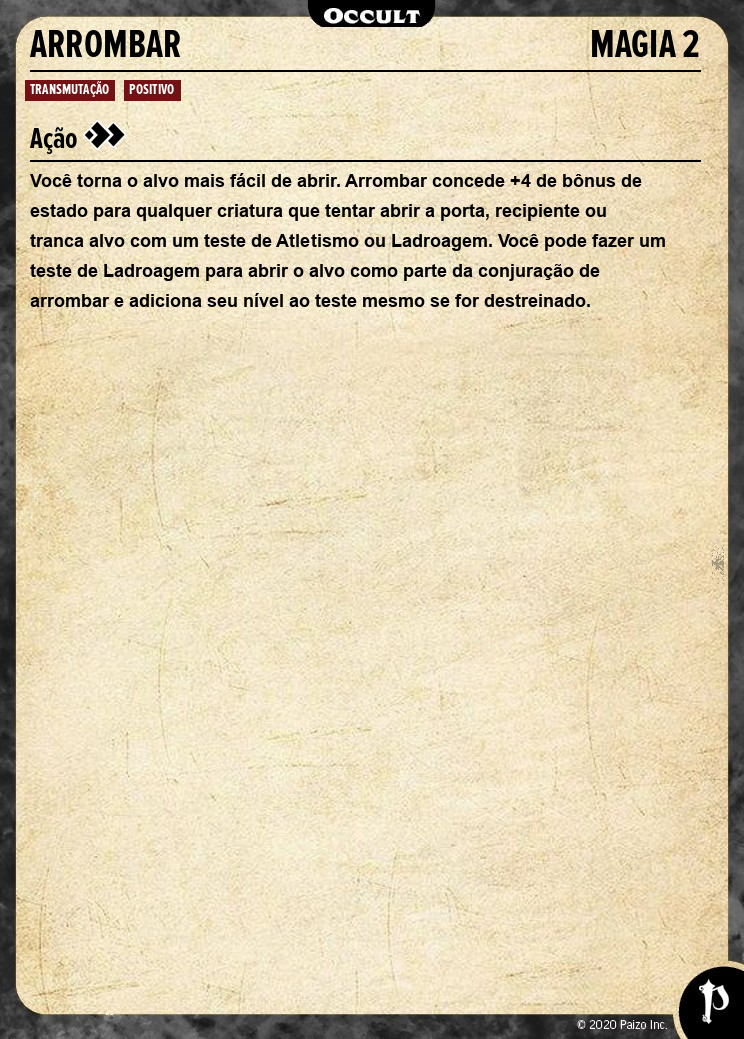 OCCULT
ARROMBAR MAGIA 2
TRANSMUTAÇÃO POSITIVO
Ação
Você torna o alvo mais fácil de abrir. Arrombar concede +4 de bônus de
estado para qualquer criatura que tentar abrir a porta, recipiente ou
tranca alvo com um teste de Atletismo ou Ladroagem. Você pode fazer um
teste de Ladroagem para abrir o alvo como parte da conjuração de
arrombar e adiciona seu nível ao teste mesmo se for destreinado.
© 2020 Paizo Inc.
P